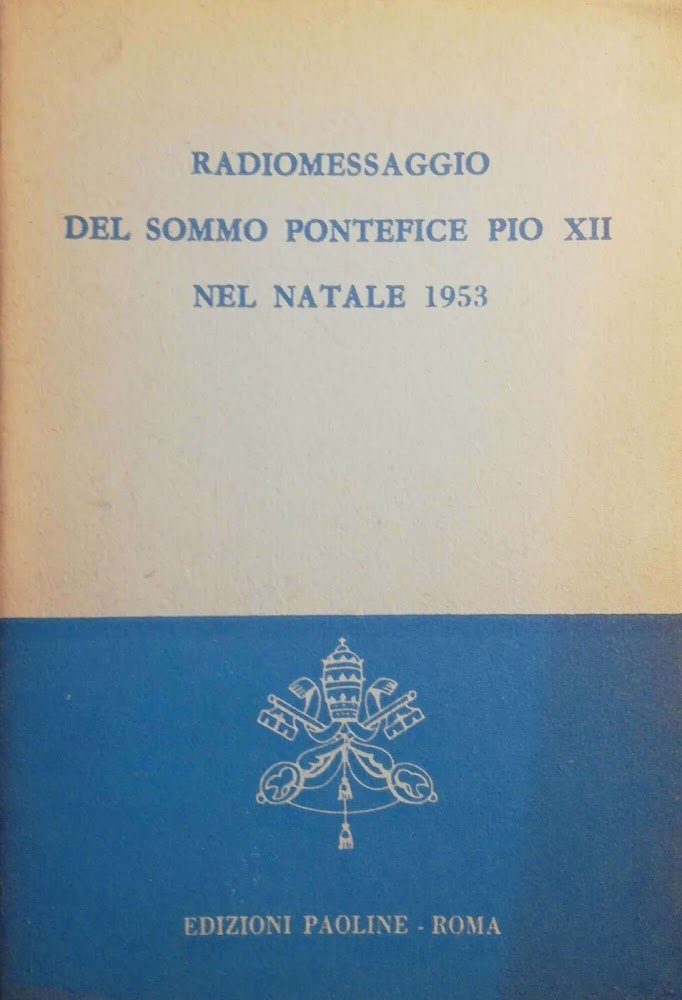 RADIOMESSAGGIO
DEL SOMMO PONTEFICE PIO XII
NEL NATALE 1953
EDIZIONI PAOLINE - ROMA